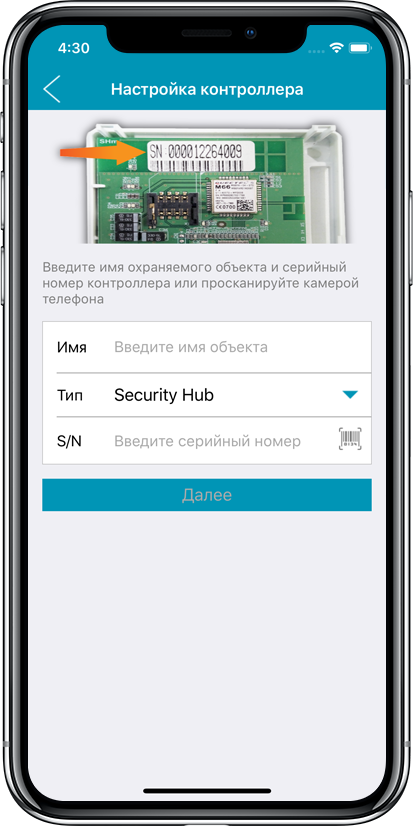 4:30
Настройка контроллера
SN 000012264009
M66
CE0700
Введите имя охраняемого объекта и серийный
номер контроллера или просканируйте камерой
телефона
Имя Введите имя объекта
Тип Security Hub
S/N Введите серийный номер
Далее